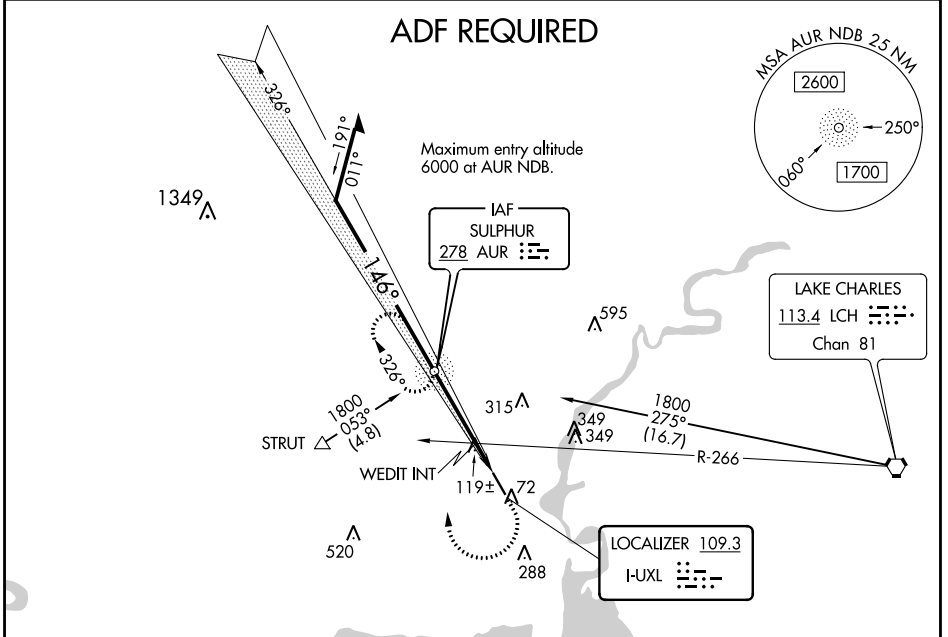 ADF REQUIRED
MSA AUR NDB 25 NM
2600
250°
060°
1700
326°
191°
011°
Maximum entry altitude
6000 at AUR NDB.
1349
IAF
SULPHUR
278 AUR
146°
LAKE CHARLES
113.4 LCH
Chan 81
595
326°
1800
053°
(4.8)
STRUT
315
1800
275°
(16.7)
349
349
R-266
WEDIT INT
119±
72
520
288
LOCALIZER 109.3
I-UXL